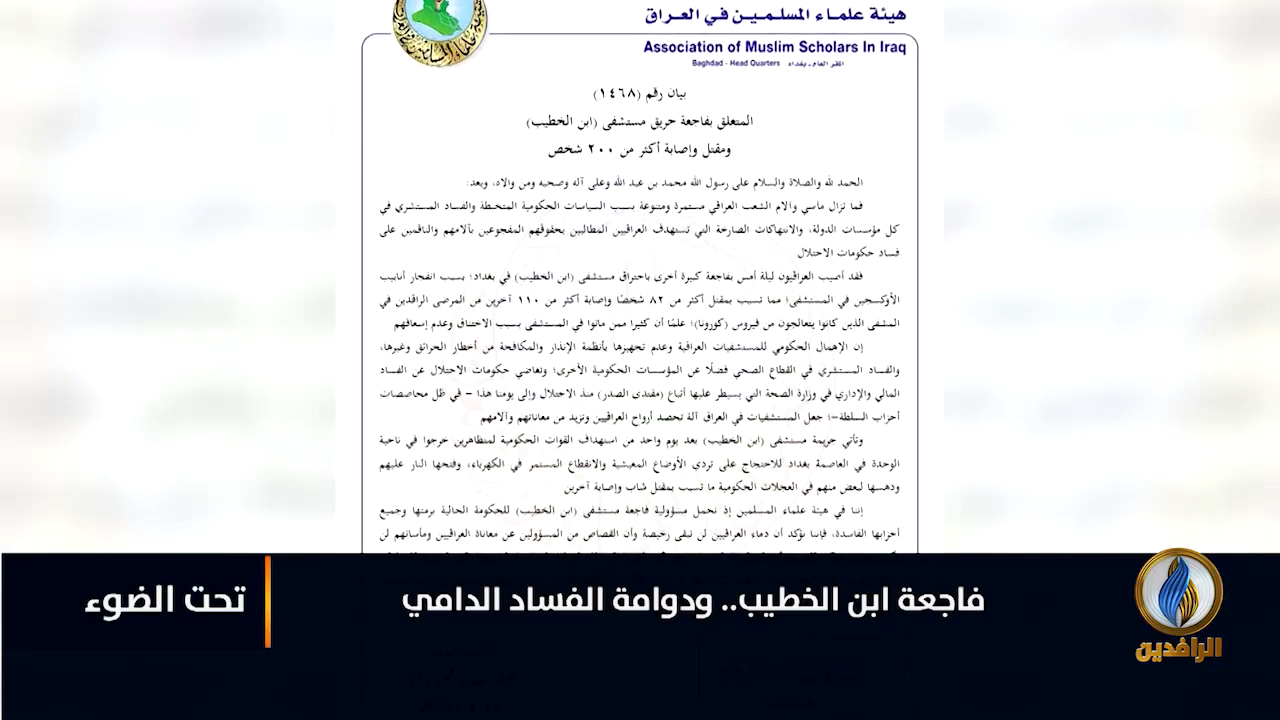 هيئة علماء المسلمين في العراق
Association of Muslim Scholars In Iraq
Baghdad - Head Quarters المقر العام - بغداد
بيان رقم (١٤٦٨)
المتعلق بفاجعة حريق مستشفى (ابن الخطيب)
ومقتل وإصابة أكثر من ٢٠٠ شخص
الحمد لله والصلاة والسلام على رسول الله محمد بن عبد الله وعلى آله وصحبه ومن والاه، وبعد:
فما تزال مآسي وآلام الشعب العراقي مستمرة ومتنوعة بسبب السياسات الحكومية المتخبطة والفساد المستشري في
كل مؤسسات الدولة، والانتهاكات الصارخة التي تستهدف العراقيين المطالبين بحقوقهم المفجوعين بآلامهم والناقمين على
فساد حكومات الاحتلال
فقد أصيب العراقيون ليلة أمس بفاجعة كبيرة أخرى باحتراق مستشفى (ابن الخطيب) في بغداد؛ بسبب انفجار أنابيب
الأوكسجين في المستشفى؛ مما تسبب بمقتل أكثر من ٨٢ شخصًا وإصابة أكثر من ١١٠ آخرين من المرضى الراقدين في
المشفى الذين كانوا يتعالجون من فيروس (كورونا)؛ علمًا أن كثيرا ممن ماتوا في المستشفى بسبب الاختناق وعدم إسعافهم
إن الإهمال الحكومي للمستشفيات العراقية وعدم تجهيزها بأنظمة الإنذار والمكافحة من أخطار الحرائق وغيرها،
والفساد المستشري في القطاع الصحي فضلًا عن المؤسسات الحكومية الأخرى؛ وتغاضي حكومات الاحتلال عن الفساد
المالي والإداري في وزارة الصحة التي يسيطر عليها أتباع (مقتدى الصدر) منذ الاحتلال وإلى يومنا هذا – في ظل محاصصات
أحزاب السلطة–؛ جعل المستشفيات في العراق آلة تحصد أرواح العراقيين وتزيد من معاناتهم وآلامهم
وتأتي جريمة مستشفى (ابن الخطيب) بعد يوم واحد من استهداف القوات الحكومية لمتظاهرين خرجوا في ناحية
الوحدة في العاصمة بغداد للاحتجاج على تردي الأوضاع المعيشية والانقطاع المستمر في الكهرباء، وفتحها النار عليهم
ودهسها لبعض منهم في العجلات الحكومية ما تسبب بمقتل شاب وإصابة آخرين
إننا في هيئة علماء المسلمين إذ نحمل مسؤولية فاجعة مستشفى (ابن الخطيب) للحكومة الحالية برمتها وجميع
أحزابها الفاسدة، فإننا نؤكد أن دماء العراقيين لن تبقى رخيصة وأن القصاص من المسؤولين عن معاناة العراقيين ومأساتهم لن
فاجعة ابن الخطيب.. ودوامة الفساد الدامي
تحت الضوء
الرافدين